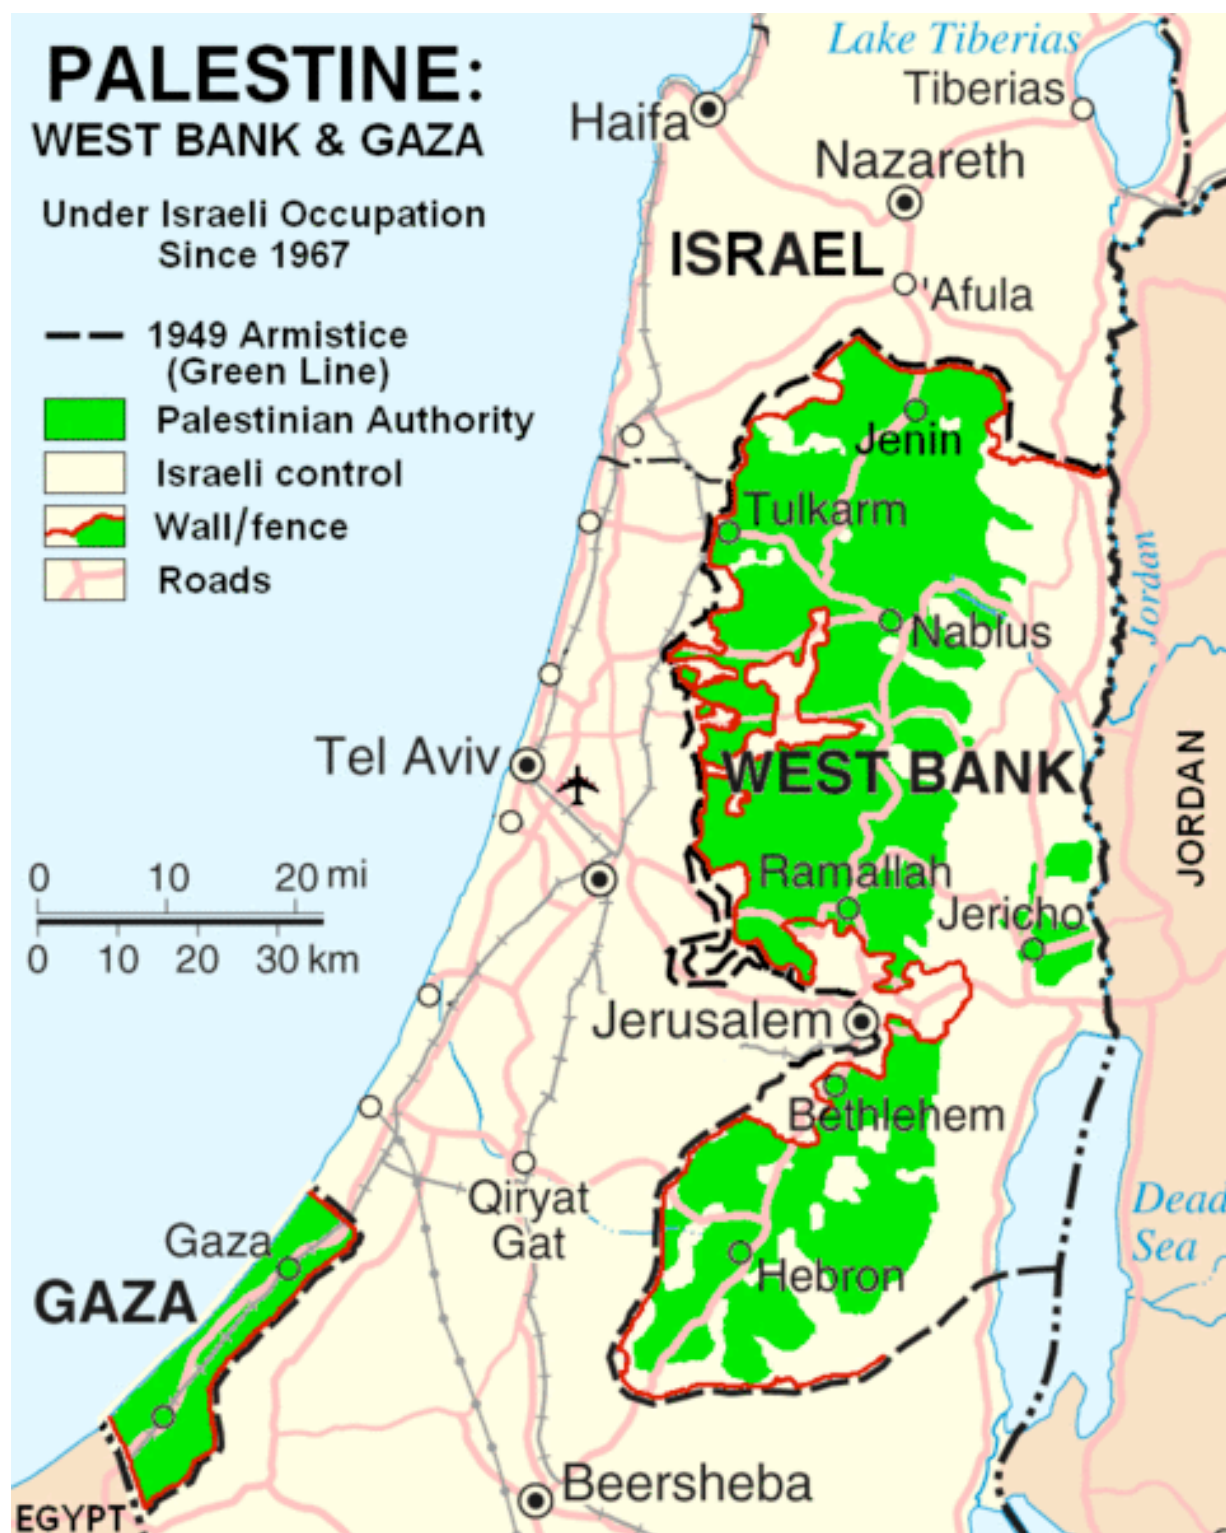 PALESTINE:
WEST BANK & GAZA
Under Israeli Occupation
Since 1967
1949 Armistice
(Green Line)
Palestinian Authority
Israeli control
Wall/fence
Roads
Lake Tiberias
Tiberias
Haifa
Nazareth
ISRAEL
'Afula
Jenin
Tulkarm
Jordan
Nablus
Tel Aviv
WEST BANK
JORDAN
0 10 20 mi
0 10 20 30 km
Ramallah
Jericho
Jerusalem
Bethlehem
Qiryat
Gat
Dead
Sea
Gaza
GAZA
Hebron
Beersheba
EGYPT